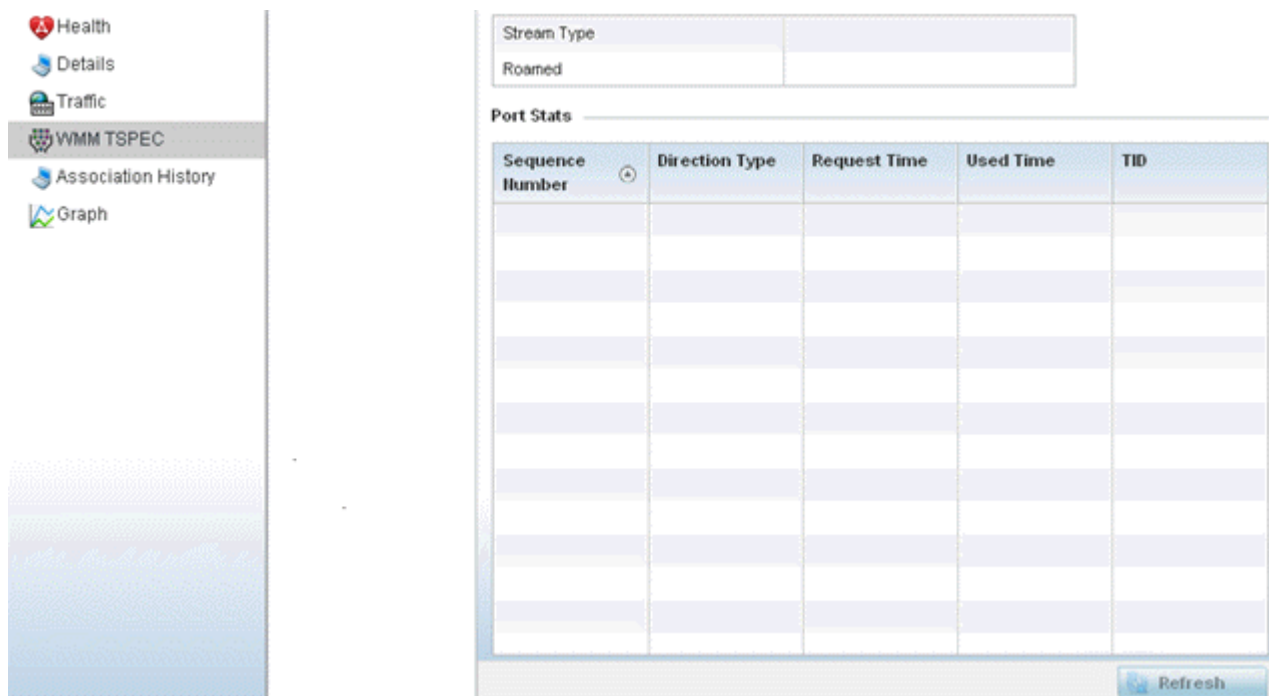 Health
Details
Traffic
WMM TSPEC
Association History
Graph
Stream Type
Roamed
Port Stats
Sequence Number
Direction Type
Request Time
Used Time
TID
Refresh